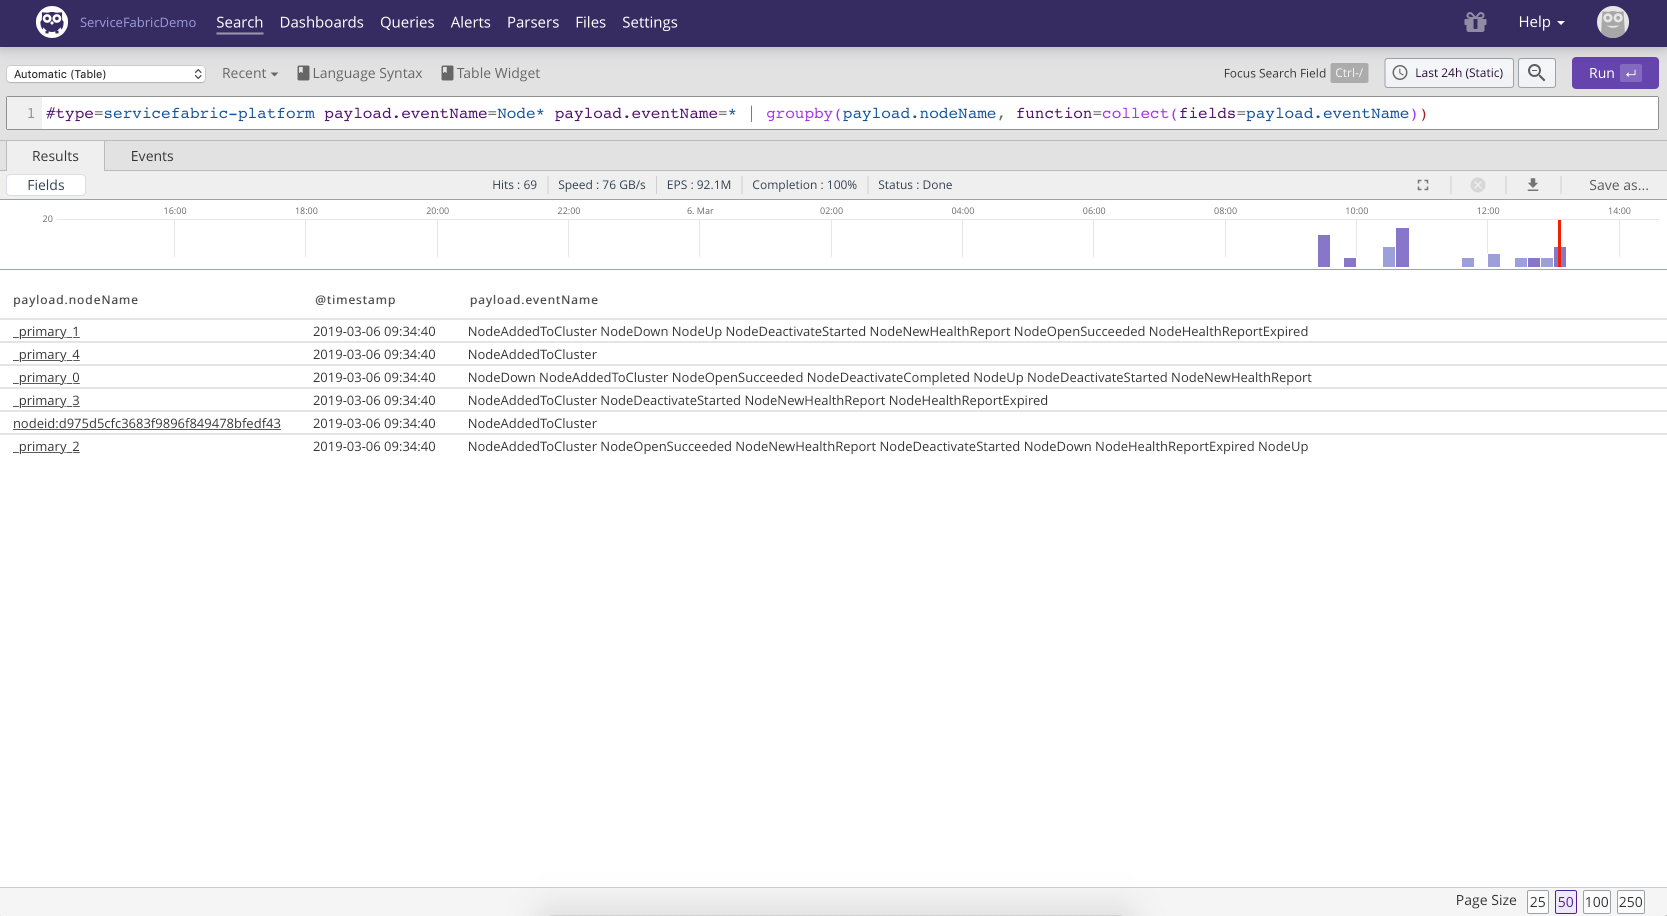 ServiceFabricDemo Search Dashboards Queries Alerts Parsers Files Settings Help
Automatic (Table) Recent Language Syntax Table Widget Focus Search Field Ctrl-/ Last 24h (Static) Run
1 #type=servicefabric-platform payload.eventName=Node* payload.eventName=* | groupby(payload.nodeName, function=collect(fields=payload.eventName))
Results Events
Fields Hits : 69 Speed : 76 GB/s EPS : 92.1M Completion : 100% Status : Done Save as...
16:00 18:00 20:00 22:00 6. Mar 02:00 04:00 06:00 08:00 10:00 12:00 14:00
20
payload.nodeName @timestamp payload.eventName
_primary_1 2019-03-06 09:34:40 NodeAddedToCluster NodeDown NodeUp NodeDeactivateStarted NodeNewHealthReport NodeOpenSucceeded NodeHealthReportExpired
_primary_4 2019-03-06 09:34:40 NodeAddedToCluster
_primary_0 2019-03-06 09:34:40 NodeDown NodeAddedToCluster NodeOpenSucceeded NodeDeactivateCompleted NodeUp NodeDeactivateStarted NodeNewHealthReport
_primary_3 2019-03-06 09:34:40 NodeAddedToCluster NodeDeactivateStarted NodeNewHealthReport NodeHealthReportExpired
nodeid:d975d5cfc3683f9896f849478bfedf43 2019-03-06 09:34:40 NodeAddedToCluster
_primary_2 2019-03-06 09:34:40 NodeAddedToCluster NodeOpenSucceeded NodeNewHealthReport NodeDeactivateStarted NodeDown NodeHealthReportExpired NodeUp
Page Size 25 50 100 250